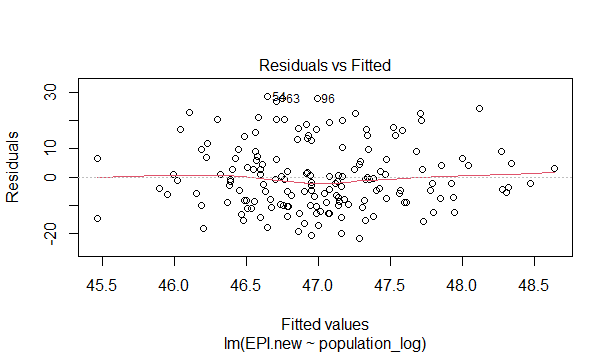 Residuals vs Fitted
Residuals
30
10
0
-20
54
63
96
45.5 46.0 46.5 47.0 47.5 48.0 48.5
Fitted values
lm(EPI.new ~ population_log)